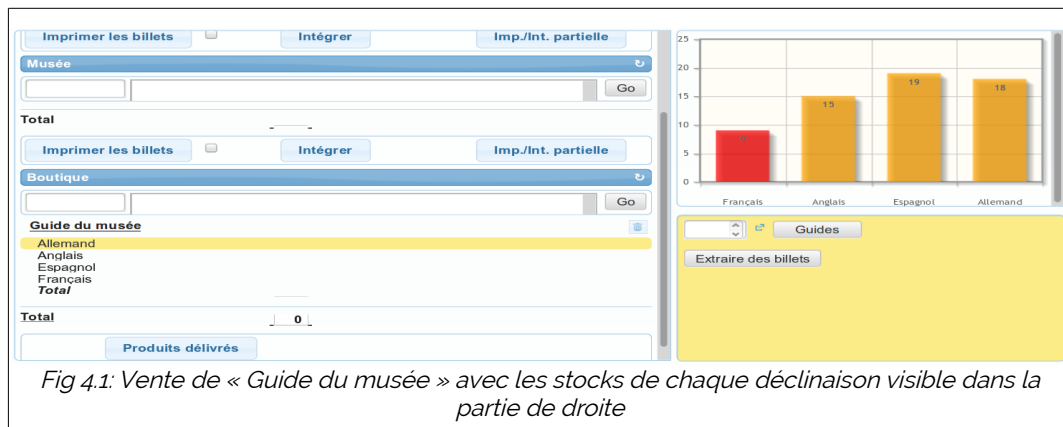 Imprimer les billets Intégrer Imp./Int. partielle
Musée
Go
Total
Imprimer les billets Intégrer Imp./Int. partielle
Boutique
Go
Guide du musée
Allemand
Anglais
Espagnol
Français
Total
Total 0
Produits délivrés
25
20
15
10
5
0
9
15
19
18
Français Anglais Espagnol Allemand
Guides
Extraire des billets
Fig 4.1: Vente de « Guide du musée » avec les stocks de chaque déclinaison visible dans la
partie de droite